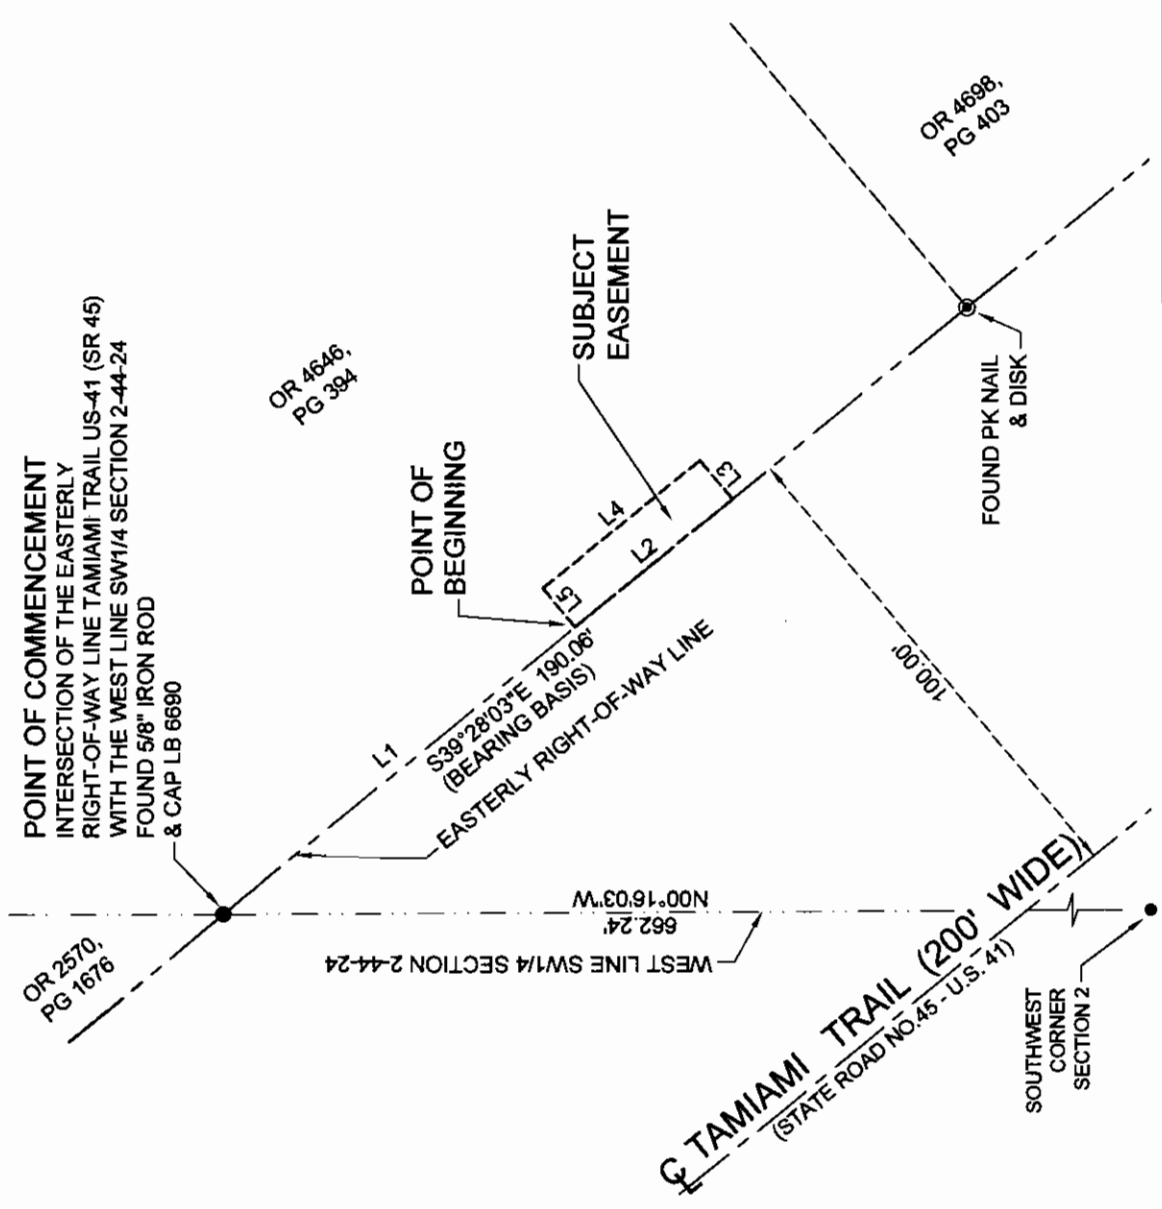 POINT OF COMMENCEMENT
INTERSECTION OF THE EASTERLY
RIGHT-OF-WAY LINE TAMIAMI TRAIL US-41 (SR 45)
WITH THE WEST LINE SW1/4 SECTION 2-44-24
FOUND 5/8" IRON ROD
& CAP LB 6690
OR 2570,
PG 1676
OR 4646,
PG 394
OR 4698,
PG 403
POINT OF
BEGINNING
SUBJECT
EASEMENT
L1
L2
L3
L4
L5
S39°28'03"E 190.06'
(BEARING BASIS)
EASTERLY RIGHT-OF-WAY LINE
FOUND PK NAIL
& DISK
100.00'
N00°16'03"W
662.24'
WEST LINE SW1/4 SECTION 2-44-24
℄ TAMIAMI TRAIL (200' WIDE)
(STATE ROAD NO.45 - U.S. 41)
SOUTHWEST
CORNER
SECTION 2